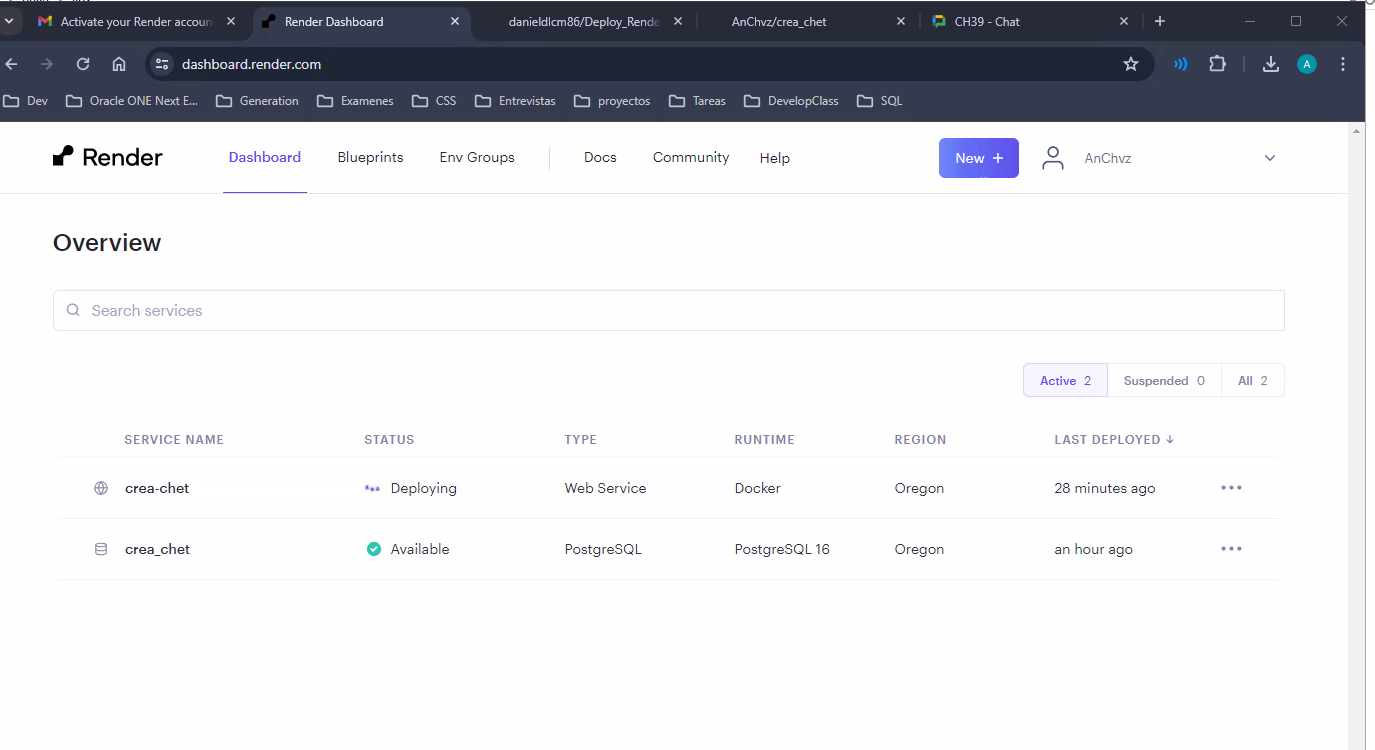 Activate your Render accoun
Render Dashboard
danieldlcm86/Deploy_Rende
AnChvz/crea_chet
CH39 - Chat
dashboard.render.com
A
Dev
Oracle ONE Next E...
Generation
Examenes
CSS
Entrevistas
proyectos
Tareas
DevelopClass
SQL
Render
Dashboard
Blueprints
Env Groups
Docs
Community
Help
New +
AnChvz
Overview
Search services
Active 2
Suspended 0
All 2
SERVICE NAME STATUS TYPE RUNTIME REGION LAST DEPLOYED ↓
crea-chet Deploying Web Service Docker Oregon 28 minutes ago
crea_chet Available PostgreSQL PostgreSQL 16 Oregon an hour ago